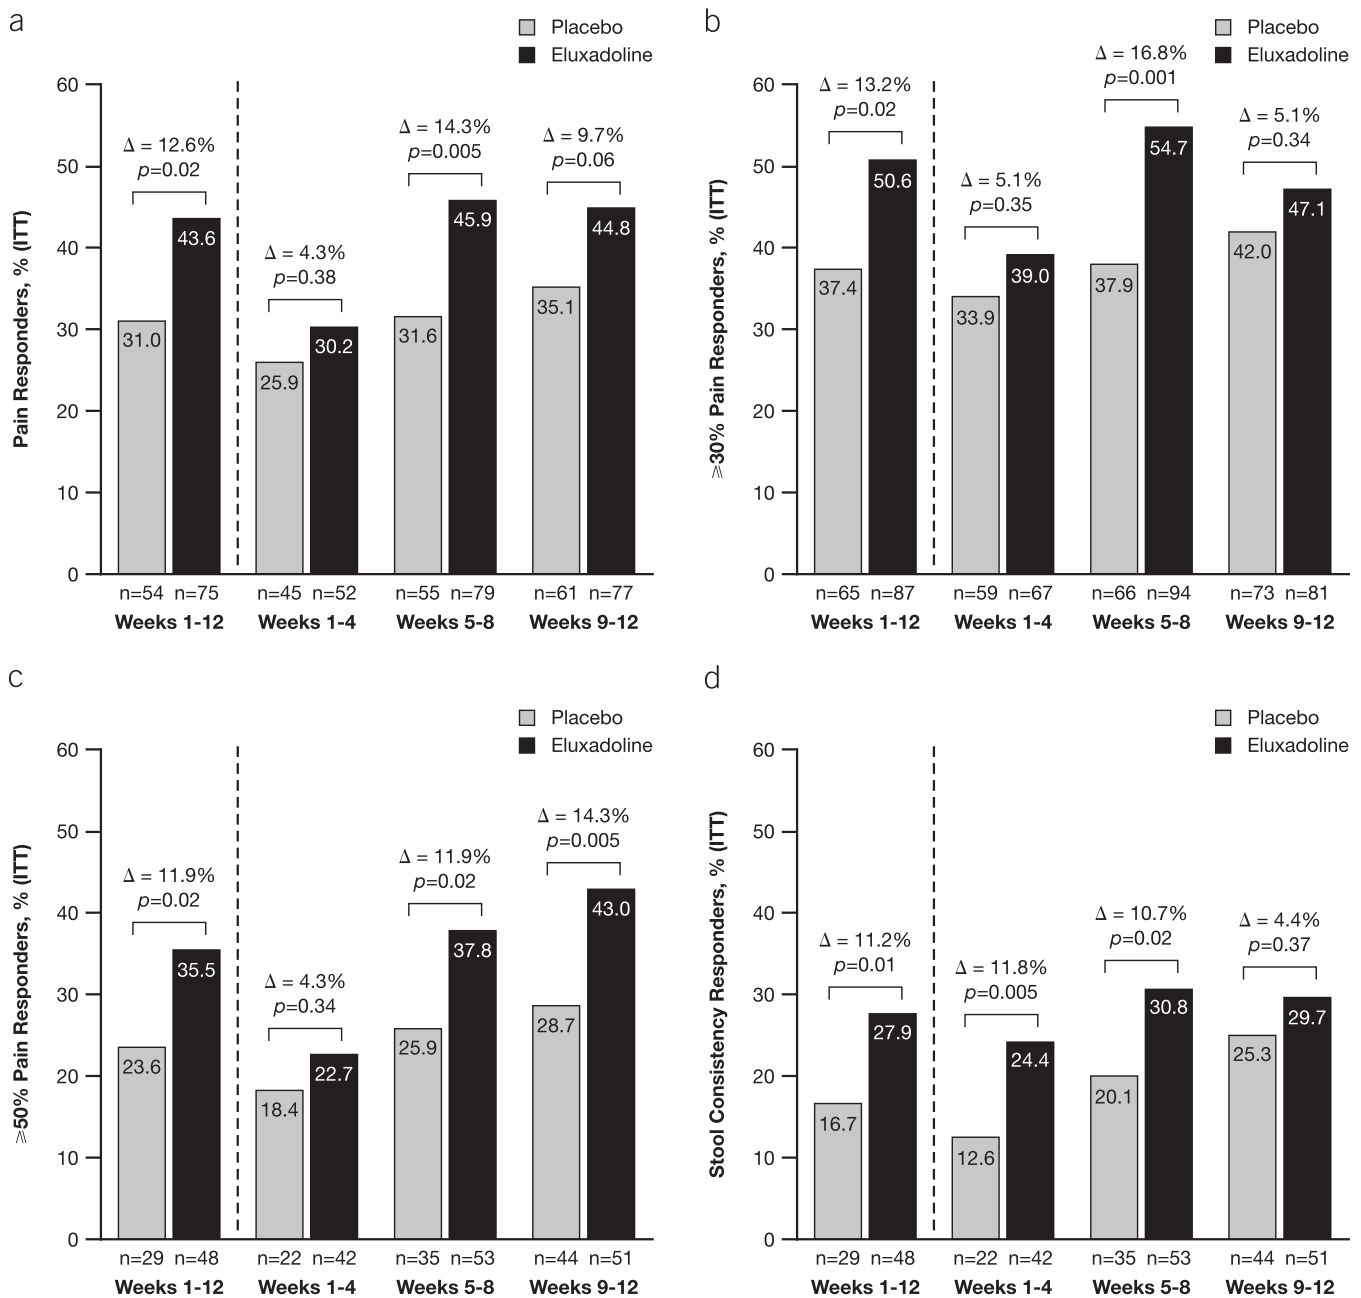 a
Placebo
Eluxadoline
Pain Responders, % (ITT)
60
50
40
30
20
10
0
Δ = 12.6%
p=0.02
31.0
43.6
Δ = 4.3%
p=0.38
25.9
30.2
Δ = 14.3%
p=0.005
31.6
45.9
Δ = 9.7%
p=0.06
35.1
44.8
n=54 n=75
n=45 n=52
n=55 n=79
n=61 n=77
Weeks 1-12
Weeks 1-4
Weeks 5-8
Weeks 9-12
b
Placebo
Eluxadoline
⩾30% Pain Responders, % (ITT)
60
50
40
30
20
10
0
Δ = 13.2%
p=0.02
37.4
50.6
Δ = 5.1%
p=0.35
33.9
39.0
Δ = 16.8%
p=0.001
37.9
54.7
Δ = 5.1%
p=0.34
42.0
47.1
n=65 n=87
n=59 n=67
n=66 n=94
n=73 n=81
Weeks 1-12
Weeks 1-4
Weeks 5-8
Weeks 9-12
c
Placebo
Eluxadoline
⩾50% Pain Responders, % (ITT)
60
50
40
30
20
10
0
Δ = 11.9%
p=0.02
23.6
35.5
Δ = 4.3%
p=0.34
18.4
22.7
Δ = 11.9%
p=0.02
25.9
37.8
Δ = 14.3%
p=0.005
28.7
43.0
n=29 n=48
n=22 n=42
n=35 n=53
n=44 n=51
Weeks 1-12
Weeks 1-4
Weeks 5-8
Weeks 9-12
d
Placebo
Eluxadoline
Stool Consistency Responders, % (ITT)
60
50
40
30
20
10
0
Δ = 11.2%
p=0.01
16.7
27.9
Δ = 11.8%
p=0.005
12.6
24.4
Δ = 10.7%
p=0.02
20.1
30.8
Δ = 4.4%
p=0.37
25.3
29.7
n=29 n=48
n=22 n=42
n=35 n=53
n=44 n=51
Weeks 1-12
Weeks 1-4
Weeks 5-8
Weeks 9-12